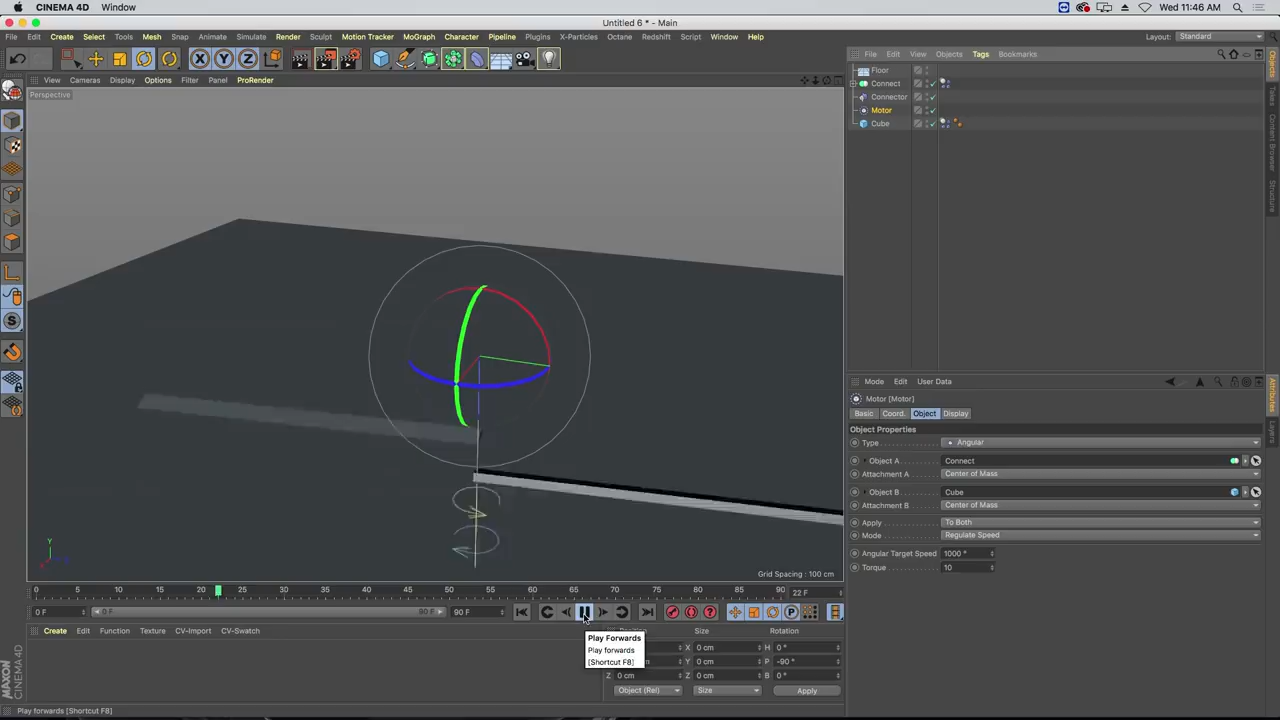 CINEMA 4D Window Wed 11:46 AM
Untitled 6 * - Main
File Edit Create Select Tools Mesh Snap Animate Simulate Render Sculpt Motion Tracker MoGraph Character Pipeline Plugins X-Particles Octane Redshift Script Window Help Layout: Standard
File Edit View Objects Tags Bookmarks
View Cameras Display Options Filter Panel ProRender
Perspective
Floor
Connect
Connector
Motor
Cube
Objects
Takes
Content Browser
Structure
Mode Edit User Data
Motor [Motor]
Basic Coord. Object Display
Object Properties
Type Angular
Object A Connect
Attachment A Center of Mass
Object B Cube
Attachment B Center of Mass
Apply To Both
Mode Regulate Speed
Angular Target Speed 1000 °
Torque 10
Attributes
Layers
Y
Grid Spacing : 100 cm
0 5 10 15 20 25 30 35 40 45 50 55 60 65 70 75 80 85 90 22 F
0 F 0 F 90 F 90 F
Create Edit Function Texture CV-Import CV-Swatch
Size Rotation
Play Forwards
Play forwards
[Shortcut F8]
X 0 cm H 0 °
Y 0 cm P -90 °
Z 0 cm Z 0 cm B 0 °
Object (Rel) Size Apply
MAXON CINEMA 4D
Play forwards [Shortcut F8]